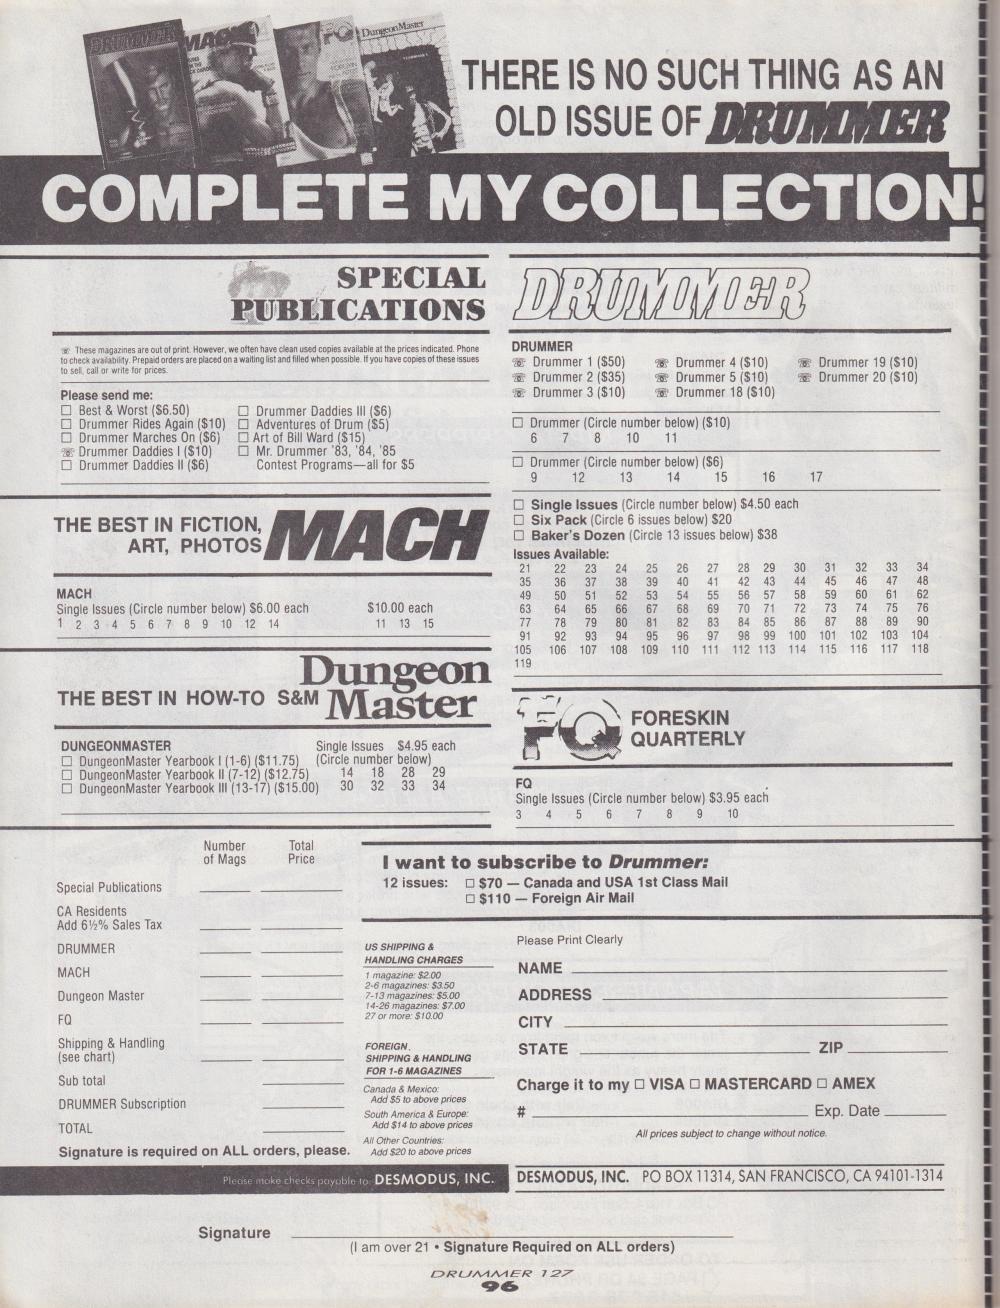 DRUMMER
MACH
FQ
DungeonMaster
THERE IS NO SUCH THING AS AN
OLD ISSUE OF DRUMMER
COMPLETE MY COLLECTION!
SPECIAL
PUBLICATIONS
☏ These magazines are out of print. However, we often have clean used copies available at the prices indicated. Phone
to check availability. Prepaid orders are placed on a waiting list and filled when possible. If you have copies of these issues
to sell, call or write for prices.
Please send me:
☐ Best & Worst ($6.50)
☐ Drummer Rides Again ($10)
☐ Drummer Marches On ($6)
☏ Drummer Daddies I ($10)
☐ Drummer Daddies II ($6)
☐ Drummer Daddies III ($6)
☐ Adventures of Drum ($5)
☐ Art of Bill Ward ($15)
☐ Mr. Drummer '83, '84, '85
Contest Programs—all for $5
THE BEST IN FICTION,
ART, PHOTOS MACH
MACH
Single Issues (Circle number below) $6.00 each $10.00 each
1 2 3 4 5 6 7 8 9 10 12 14 11 13 15
THE BEST IN HOW-TO S&M Dungeon
Master
DUNGEONMASTER
☐ DungeonMaster Yearbook I (1-6) ($11.75)
☐ DungeonMaster Yearbook II (7-12) ($12.75)
☐ DungeonMaster Yearbook III (13-17) ($15.00)
Single Issues $4.95 each
(Circle number below)
14 18 28 29
30 32 33 34
DRUMMER
DRUMMER
☏ Drummer 1 ($50) ☏ Drummer 4 ($10) ☏ Drummer 19 ($10)
☏ Drummer 2 ($35) ☏ Drummer 5 ($10) ☏ Drummer 20 ($10)
☏ Drummer 3 ($10) ☏ Drummer 18 ($10)
☐ Drummer (Circle number below) ($10)
6 7 8 10 11
☐ Drummer (Circle number below) ($6)
9 12 13 14 15 16 17
☐ Single Issues (Circle number below) $4.50 each
☐ Six Pack (Circle 6 issues below) $20
☐ Baker's Dozen (Circle 13 issues below) $38
Issues Available:
21 22 23 24 25 26 27 28 29 30 31 32 33 34
35 36 37 38 39 40 41 42 43 44 45 46 47 48
49 50 51 52 53 54 55 56 57 58 59 60 61 62
63 64 65 66 67 68 69 70 71 72 73 74 75 76
77 78 79 80 81 82 83 84 85 86 87 88 89 90
91 92 93 94 95 96 97 98 99 100 101 102 103 104
105 106 107 108 109 110 111 112 113 114 115 116 117 118
119
FQ FORESKIN
QUARTERLY
FQ
Single Issues (Circle number below) $3.95 each
3 4 5 6 7 8 9 10
Number
of Mags
Total
Price
Special Publications
CA Residents
Add 6½% Sales Tax
DRUMMER
MACH
Dungeon Master
FQ
Shipping & Handling
(see chart)
Sub total
DRUMMER Subscription
TOTAL
Signature is required on ALL orders, please.
I want to subscribe to Drummer:
12 issues: ☐ $70 — Canada and USA 1st Class Mail
☐ $110 — Foreign Air Mail
US SHIPPING &
HANDLING CHARGES
1 magazine: $2.00
2-6 magazines: $3.50
7-13 magazines: $5.00
14-26 magazines: $7.00
27 or more: $10.00
FOREIGN
SHIPPING & HANDLING
FOR 1-6 MAGAZINES
Canada & Mexico:
Add $5 to above prices
South America & Europe:
Add $14 to above prices
All Other Countries:
Add $20 to above prices
Please Print Clearly
NAME
ADDRESS
CITY
STATE ZIP
Charge it to my ☐ VISA ☐ MASTERCARD ☐ AMEX
# Exp. Date
All prices subject to change without notice.
Please make checks payable to DESMODUS, INC.
DESMODUS, INC. PO BOX 11314, SAN FRANCISCO, CA 94101-1314
Signature
(I am over 21 • Signature Required on ALL orders)
DRUMMER 127
96